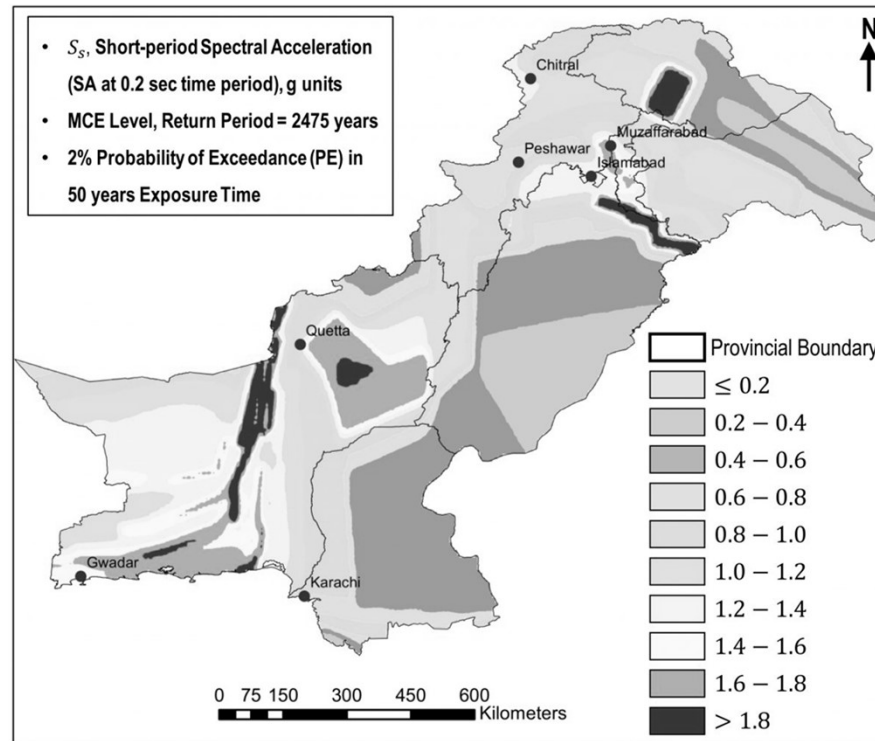 • Ss, Short-period Spectral Acceleration
(SA at 0.2 sec time period), g units
• MCE Level, Return Period = 2475 years
• 2% Probability of Exceedance (PE) in
50 years Exposure Time
N
Chitral
Muzaffarabad
Peshawar
Islamabad
Quetta
Gwadar
Karachi
Provincial Boundary
≤ 0.2
0.2 − 0.4
0.4 − 0.6
0.6 − 0.8
0.8 − 1.0
1.0 − 1.2
1.2 − 1.4
1.4 − 1.6
1.6 − 1.8
> 1.8
0 75 150 300 450 600
Kilometers